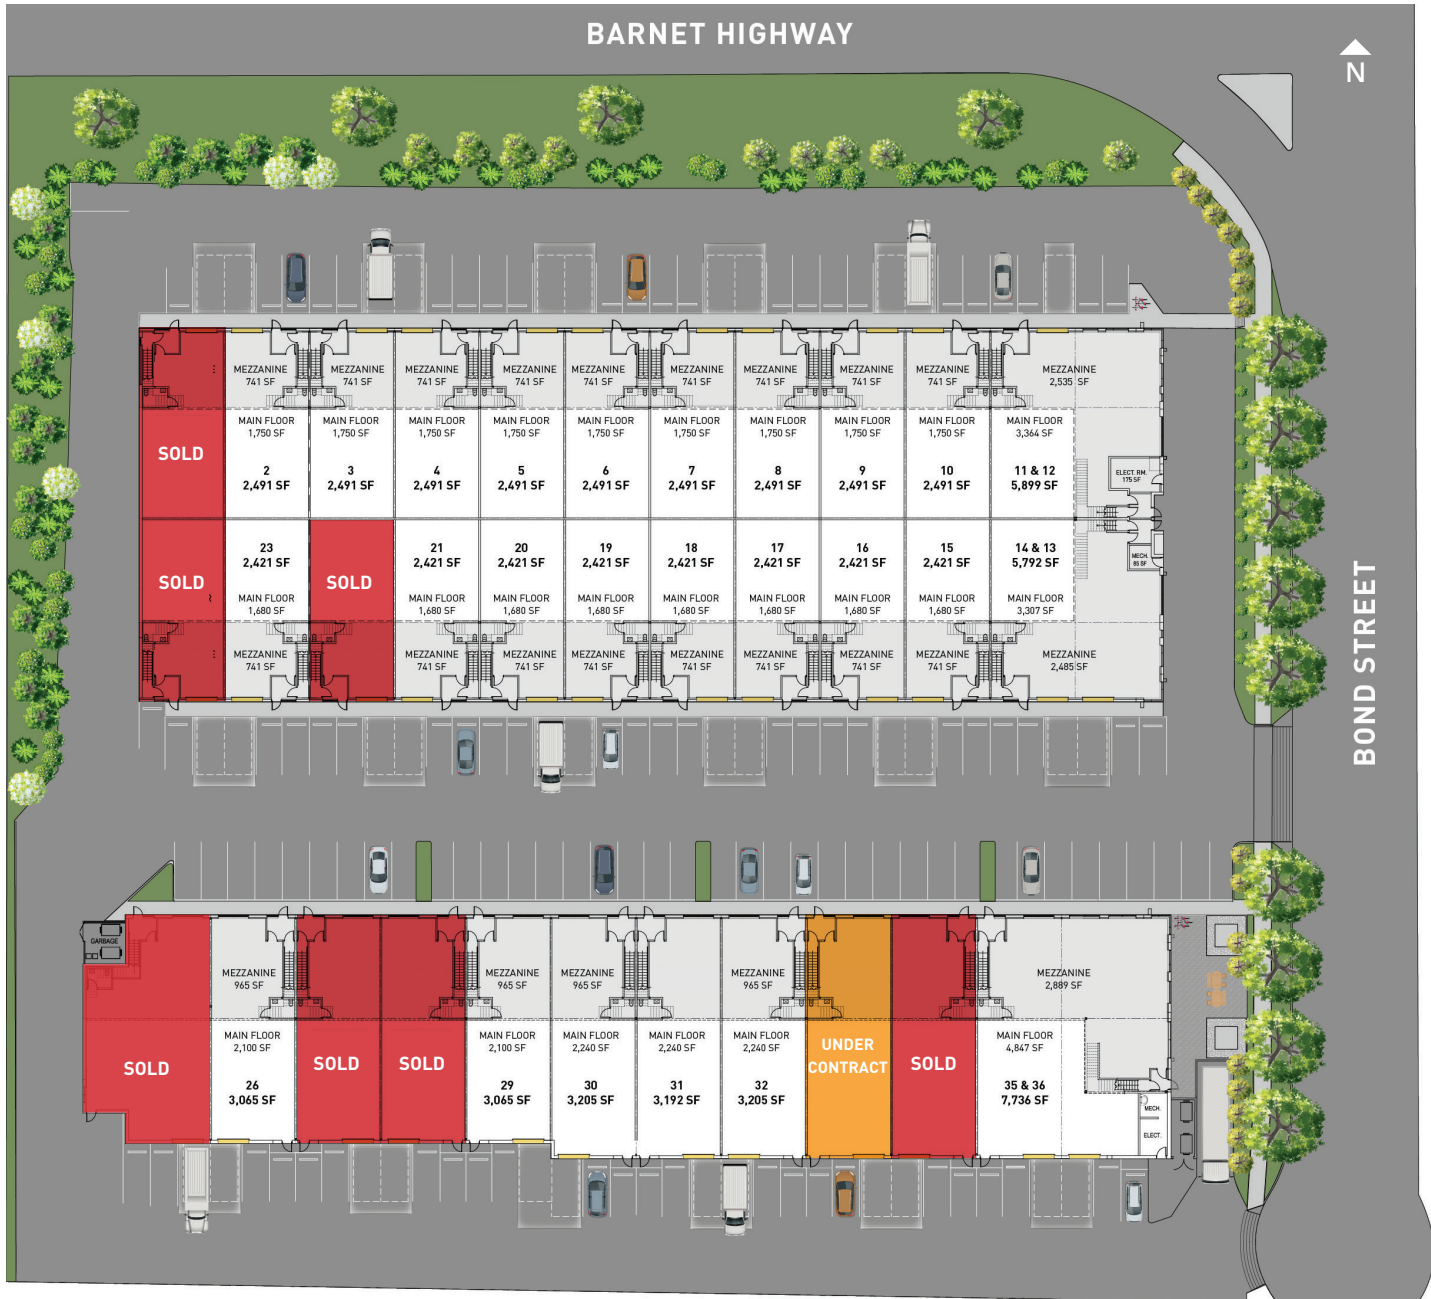 BARNET HIGHWAY
N
MEZZANINE
741 SF
MEZZANINE
741 SF
MEZZANINE
741 SF
MEZZANINE
741 SF
MEZZANINE
741 SF
MEZZANINE
741 SF
MEZZANINE
741 SF
MEZZANINE
741 SF
MEZZANINE
741 SF
MEZZANINE
2,535 SF
SOLD
MAIN FLOOR
1,750 SF
2
2,491 SF
MAIN FLOOR
1,750 SF
3
2,491 SF
MAIN FLOOR
1,750 SF
4
2,491 SF
MAIN FLOOR
1,750 SF
5
2,491 SF
MAIN FLOOR
1,750 SF
6
2,491 SF
MAIN FLOOR
1,750 SF
7
2,491 SF
MAIN FLOOR
1,750 SF
8
2,491 SF
MAIN FLOOR
1,750 SF
9
2,491 SF
MAIN FLOOR
1,750 SF
10
2,491 SF
MAIN FLOOR
3,364 SF
11 & 12
5,899 SF
ELECT. RM.
175 SF
SOLD
23
2,421 SF
MAIN FLOOR
1,680 SF
SOLD
21
2,421 SF
MAIN FLOOR
1,680 SF
20
2,421 SF
MAIN FLOOR
1,680 SF
19
2,421 SF
MAIN FLOOR
1,680 SF
18
2,421 SF
MAIN FLOOR
1,680 SF
17
2,421 SF
MAIN FLOOR
1,680 SF
16
2,421 SF
MAIN FLOOR
1,680 SF
15
2,421 SF
MAIN FLOOR
1,680 SF
14 & 13
5,792 SF
MAIN FLOOR
3,307 SF
MECH.
85 SF
MEZZANINE
741 SF
MEZZANINE
741 SF
MEZZANINE
741 SF
MEZZANINE
741 SF
MEZZANINE
741 SF
MEZZANINE
741 SF
MEZZANINE
741 SF
MEZZANINE
741 SF
MEZZANINE
2,485 SF
BOND STREET
GARBAGE
MEZZANINE
965 SF
MEZZANINE
965 SF
MEZZANINE
965 SF
MEZZANINE
965 SF
MEZZANINE
2,889 SF
SOLD
MAIN FLOOR
2,100 SF
26
3,065 SF
SOLD
SOLD
MAIN FLOOR
2,100 SF
29
3,065 SF
MAIN FLOOR
2,240 SF
30
3,205 SF
MAIN FLOOR
2,240 SF
31
3,192 SF
MAIN FLOOR
2,240 SF
32
3,205 SF
UNDER
CONTRACT
SOLD
MAIN FLOOR
4,847 SF
35 & 36
7,736 SF
MECH.
ELECT.